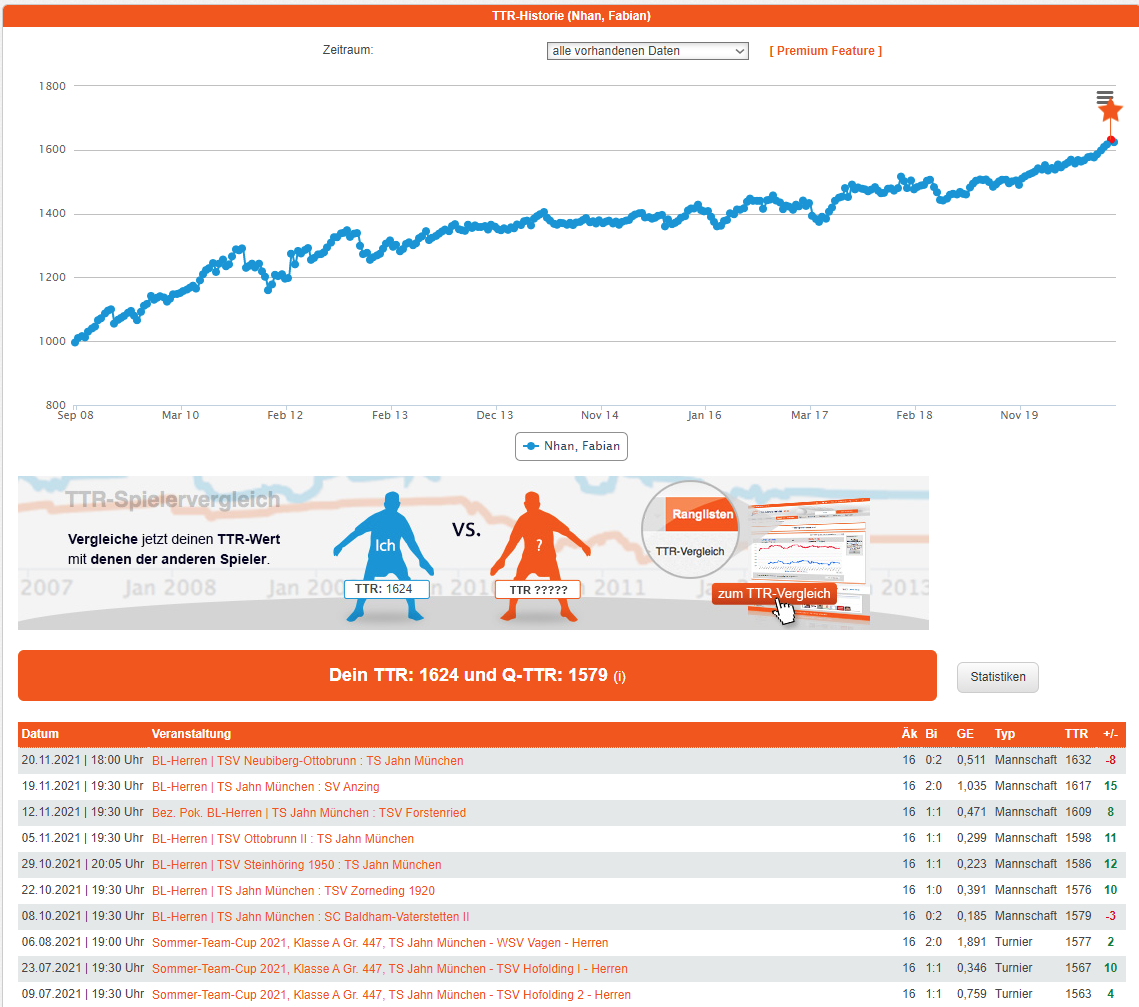 TTR-Historie (Nhan, Fabian)
Zeitraum: alle vorhandenen Daten [ Premium Feature ]
1800
1600
1400
1200
1000
800
Sep 08 Mar 10 Feb 12 Feb 13 Dec 13 Nov 14 Jan 16 Mar 17 Feb 18 Nov 19
Nhan, Fabian
TTR-Spielervergleich
Vergleiche jetzt deinen TTR-Wert
mit denen der anderen Spieler.
Ich
vs.
?
TTR: 1624
TTR ?????
Ranglisten
TTR-Vergleich
zum TTR-Vergleich
2007 Jan 2008 Jan 20 n 2010 2011 Ja 2013
Dein TTR: 1624 und Q-TTR: 1579 (i)
Statistiken
Datum Veranstaltung Äk Bi GE Typ TTR +/-
20.11.2021 | 18:00 Uhr BL-Herren | TSV Neubiberg-Ottobrunn : TS Jahn München 16 0:2 0,511 Mannschaft 1632 -8
19.11.2021 | 19:30 Uhr BL-Herren | TS Jahn München : SV Anzing 16 2:0 1,035 Mannschaft 1617 15
12.11.2021 | 19:30 Uhr Bez. Pok. BL-Herren | TS Jahn München : TSV Forstenried 16 1:1 0,471 Mannschaft 1609 8
05.11.2021 | 19:30 Uhr BL-Herren | TSV Ottobrunn II : TS Jahn München 16 1:1 0,299 Mannschaft 1598 11
29.10.2021 | 20:05 Uhr BL-Herren | TSV Steinhöring 1950 : TS Jahn München 16 1:1 0,223 Mannschaft 1586 12
22.10.2021 | 19:30 Uhr BL-Herren | TS Jahn München : TSV Zorneding 1920 16 1:0 0,391 Mannschaft 1576 10
08.10.2021 | 19:30 Uhr BL-Herren | TS Jahn München : SC Baldham-Vaterstetten II 16 0:2 0,185 Mannschaft 1579 -3
06.08.2021 | 19:00 Uhr Sommer-Team-Cup 2021, Klasse A Gr. 447, TS Jahn München - WSV Vagen - Herren 16 2:0 1,891 Turnier 1577 2
23.07.2021 | 19:30 Uhr Sommer-Team-Cup 2021, Klasse A Gr. 447, TS Jahn München - TSV Hofolding I - Herren 16 1:1 0,346 Turnier 1567 10
09.07.2021 | 19:30 Uhr Sommer-Team-Cup 2021, Klasse A Gr. 447, TS Jahn München - TSV Hofolding 2 - Herren 16 1:1 0,759 Turnier 1563 4